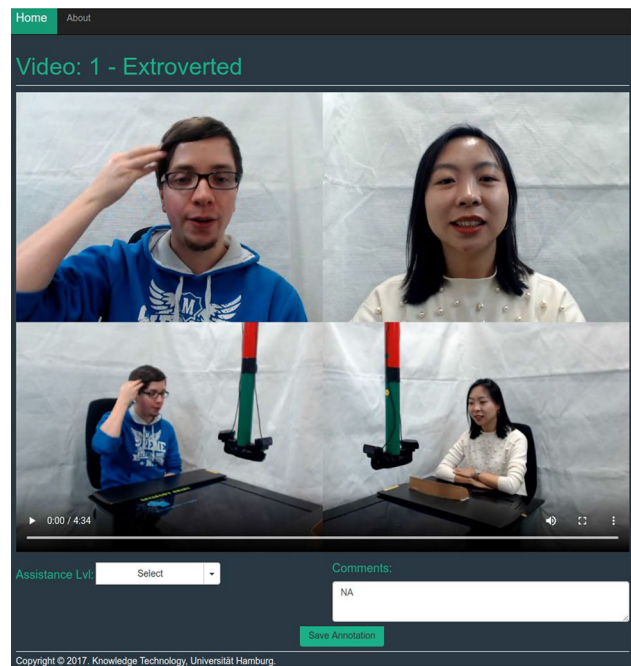 Home About
Video: 1 - Extroverted
M
0:00 / 4:34
Assistance Lvl: Select
Comments:
NA
Save Annotation
Copyright © 2017. Knowledge Technology, Universität Hamburg.